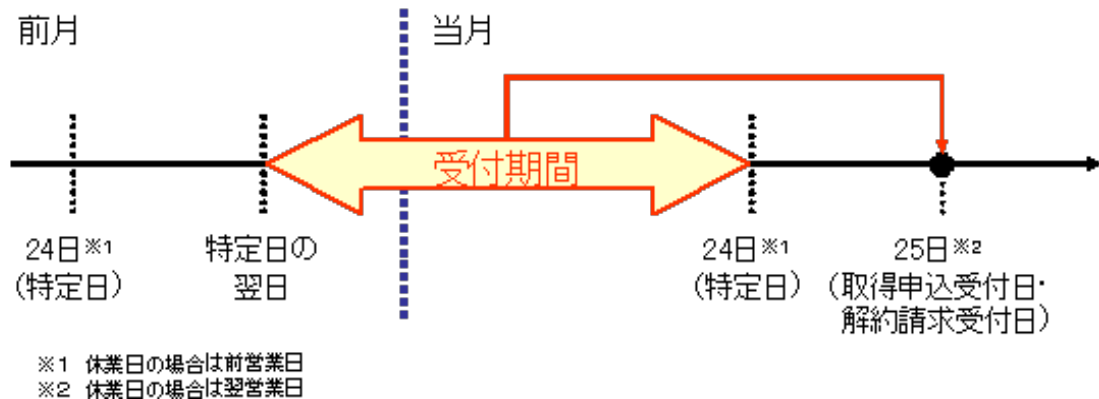 前月
当月
受付期間
24日※1
(特定日)
特定日の
翌日
24日※1
(特定日)
25日※2
(取得申込受付日・
解約請求受付日)
※1 休業日の場合は前営業日
※2 休業日の場合は翌営業日